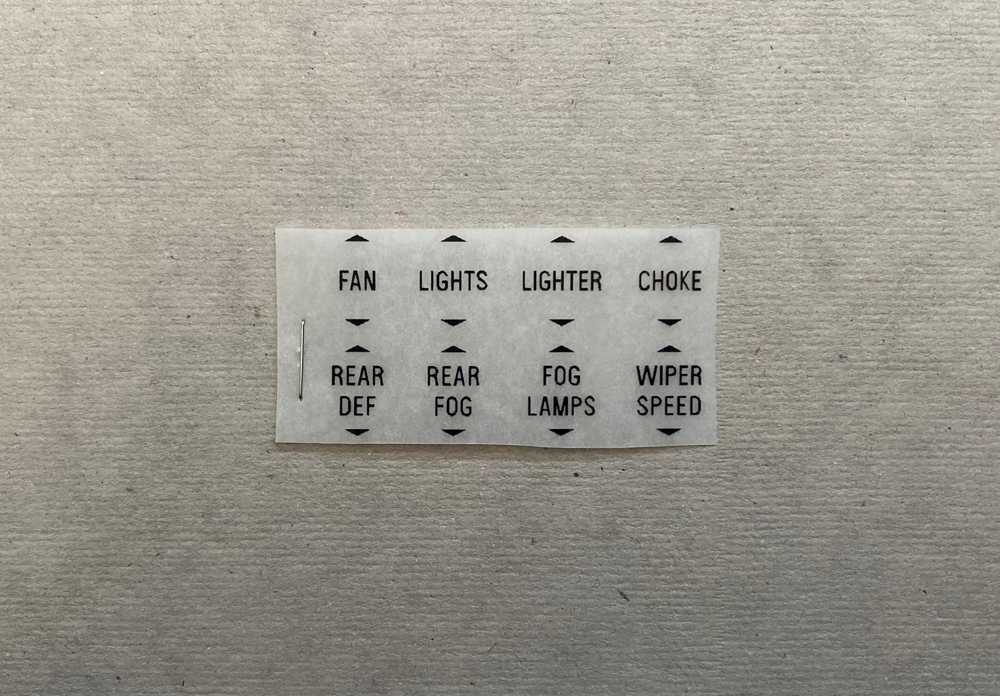 FAN LIGHTS LIGHTER CHOKE
REAR REAR FOG WIPER
DEF FOG LAMPS SPEED